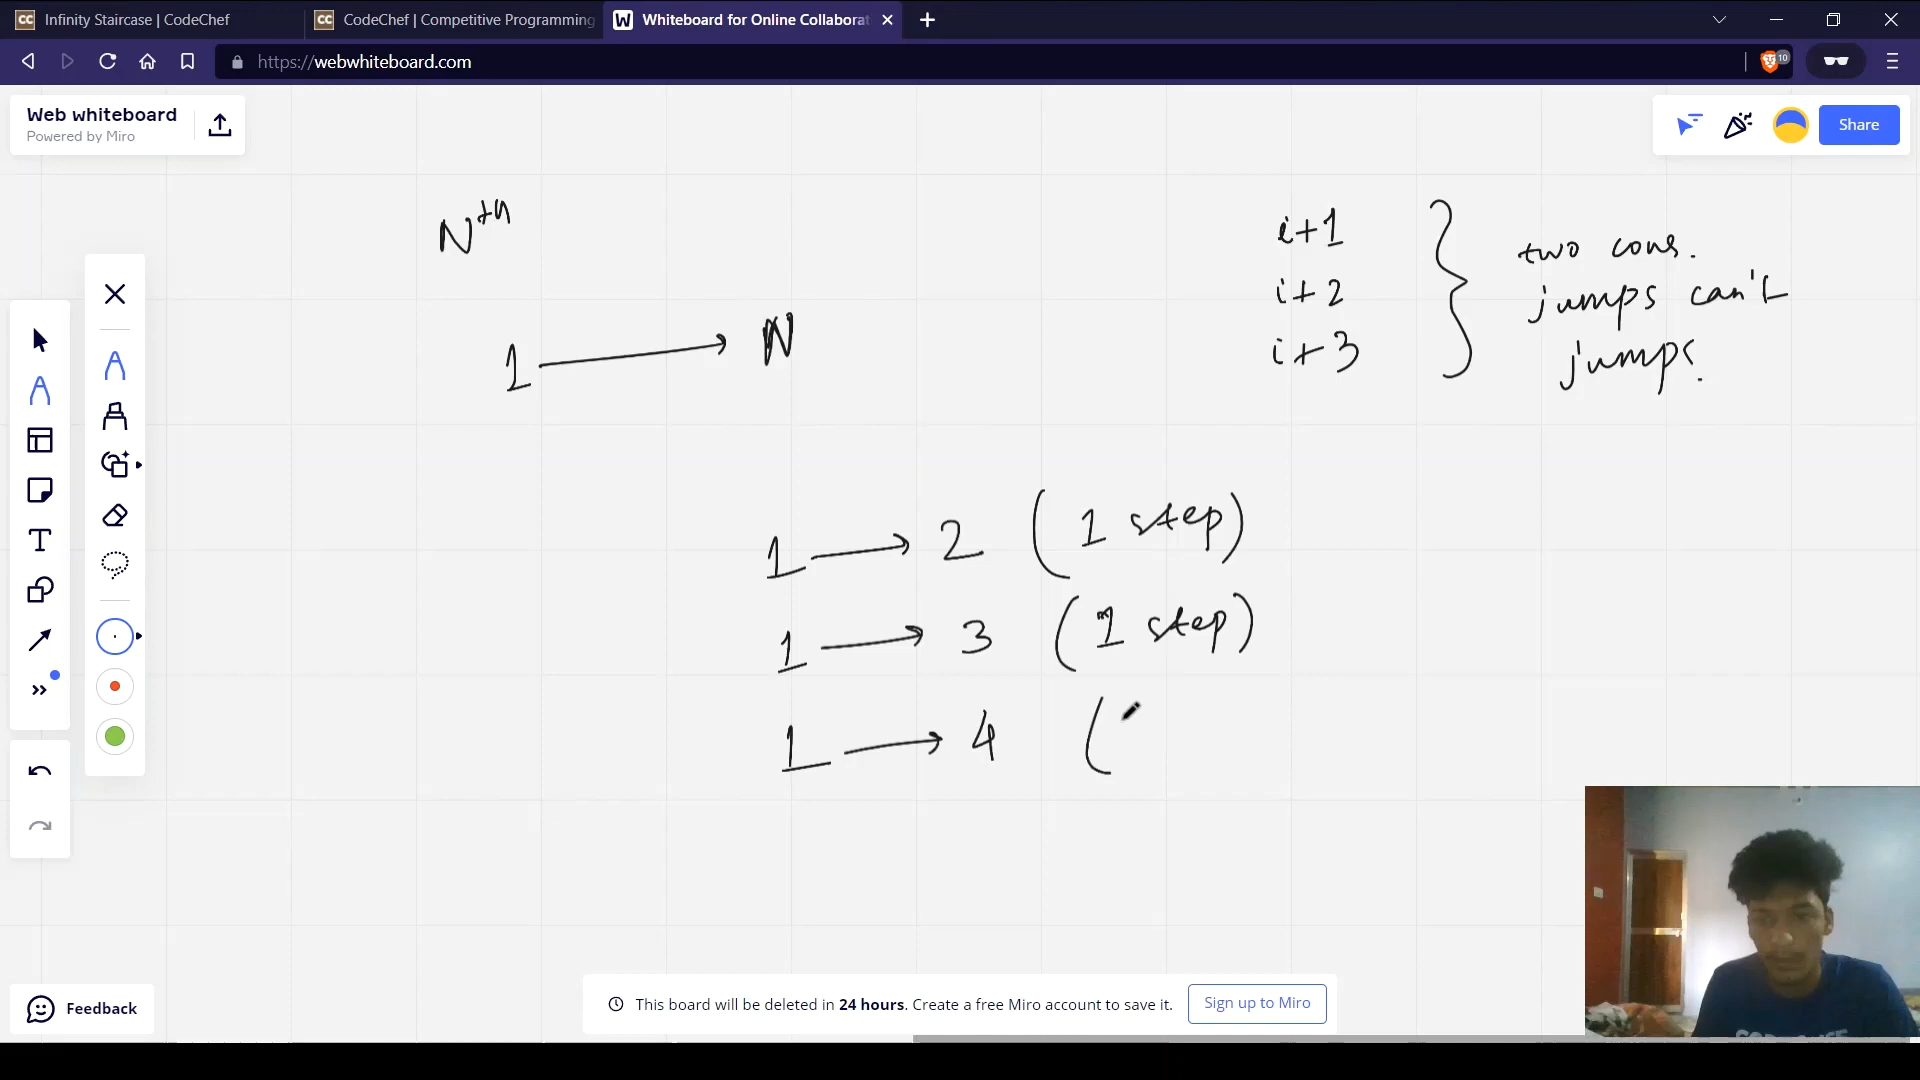 Infinity Staircase | CodeChef
CodeChef | Competitive Programming
Whiteboard for Online Collaborat
https://webwhiteboard.com
10
Web whiteboard
Powered by Miro
Share
Nth
1 → N
i+1
i+2
i+3
two cons.
jumps can't
jumps.
1 → 2 (1 step)
1 → 3 (1 step)
1 → 4 (
T
Feedback
This board will be deleted in 24 hours. Create a free Miro account to save it.
Sign up to Miro